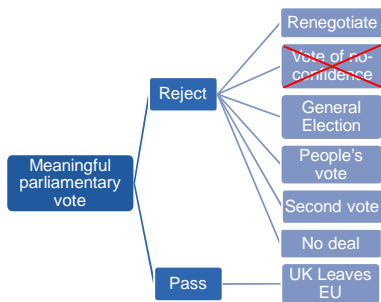 Meaningful
parliamentary
vote
Reject
Renegotiate
Vote of no-
confidence
General
Election
People's
vote
Second vote
No deal
Pass
UK Leaves
EU